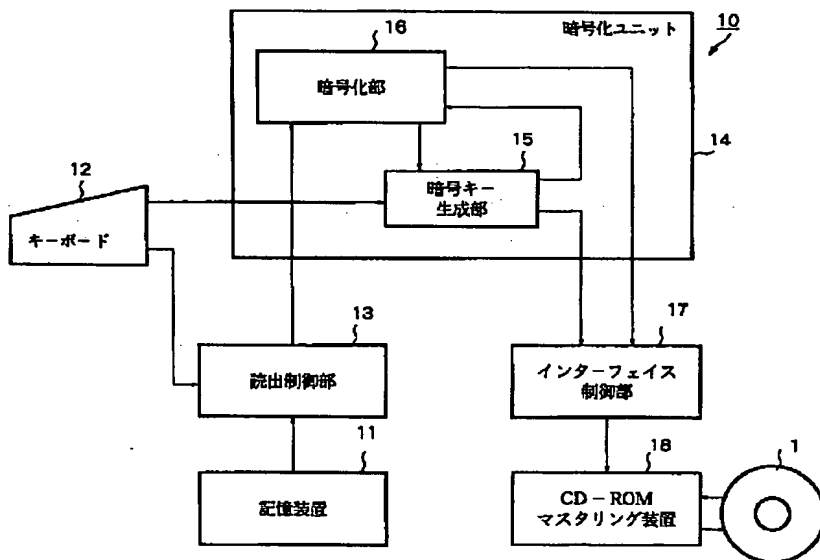 16
暗号化ユニット
10
暗号化部
15
14
12
暗号キー
生成部
キーボード
13
17
読出制御部
インターフェイス
制御部
11
18
1
記憶装置
CD-ROM
マスタリング装置